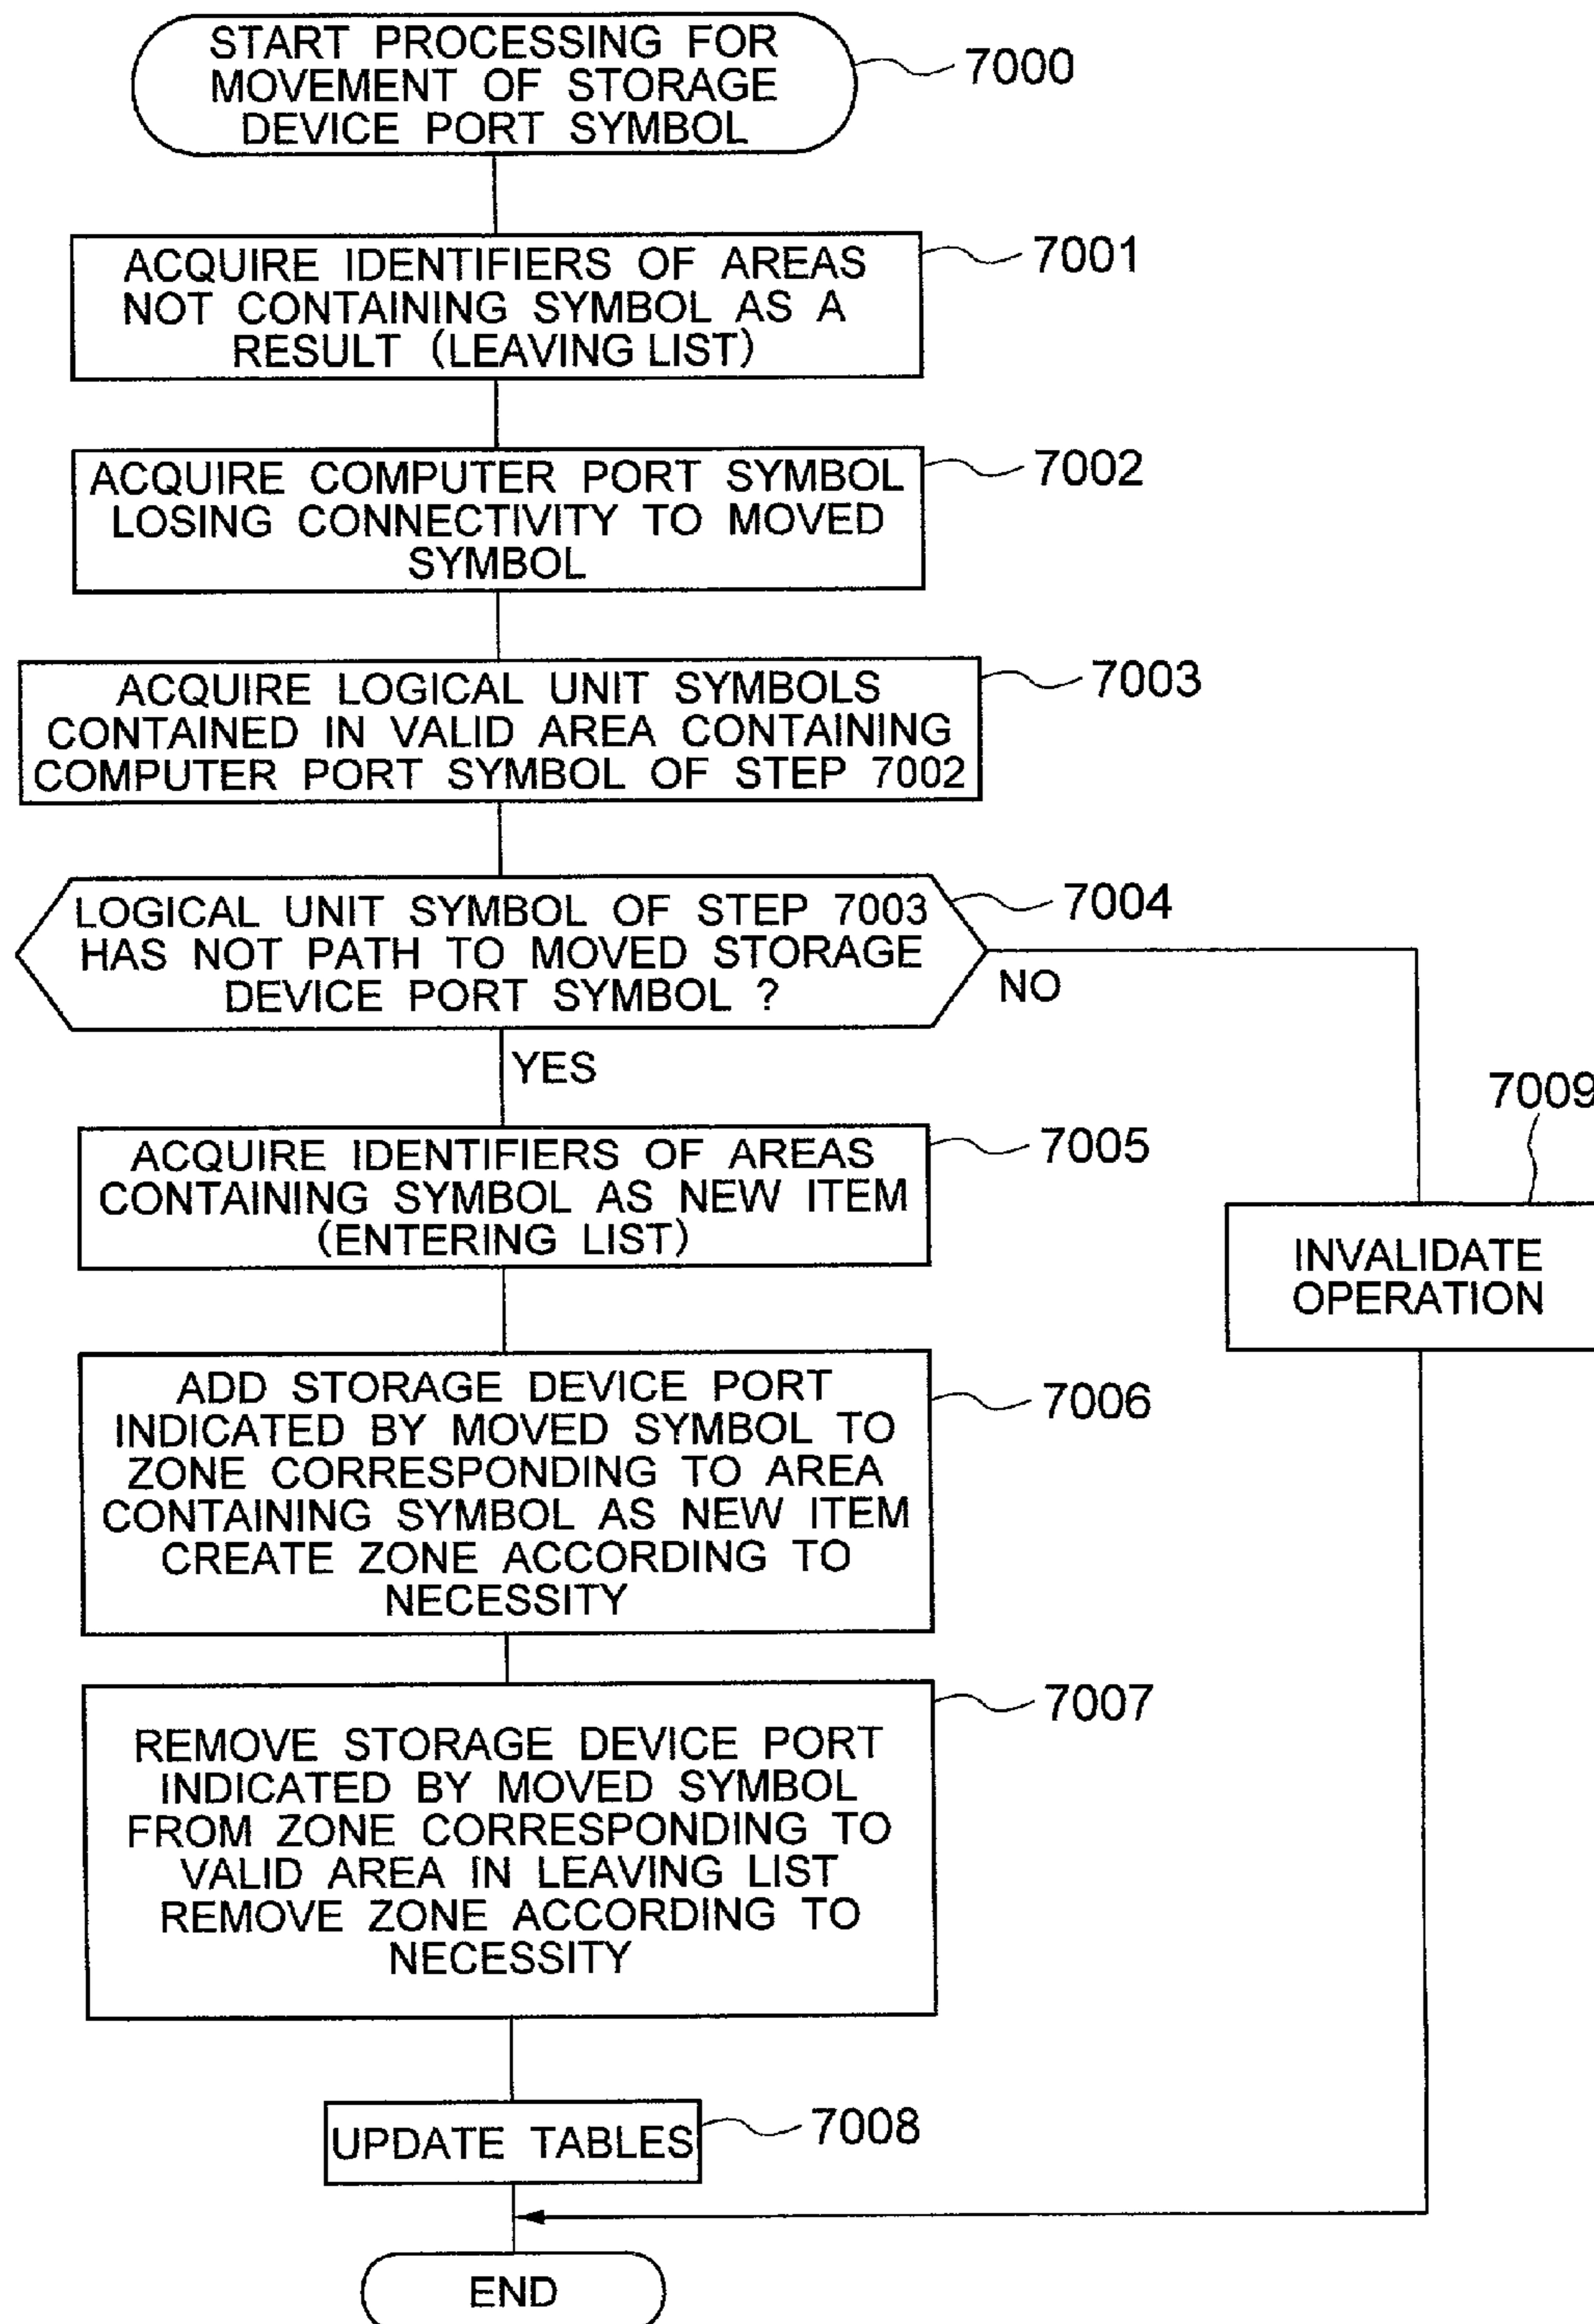 START PROCESSING FOR
MOVEMENT OF STORAGE
DEVICE PORT SYMBOL
7000
ACQUIRE IDENTIFIERS OF AREAS
NOT CONTAINING SYMBOL AS A
RESULT (LEAVING LIST)
7001
ACQUIRE COMPUTER PORT SYMBOL
LOSING CONNECTIVITY TO MOVED
SYMBOL
7002
ACQUIRE LOGICAL UNIT SYMBOLS
CONTAINED IN VALID AREA CONTAINING
COMPUTER PORT SYMBOL OF STEP 7002
7003
LOGICAL UNIT SYMBOL OF STEP 7003
HAS NOT PATH TO MOVED STORAGE
DEVICE PORT SYMBOL ?
7004
NO
YES
ACQUIRE IDENTIFIERS OF AREAS
CONTAINING SYMBOL AS NEW ITEM
(ENTERING LIST)
7005
7009
INVALIDATE
OPERATION
ADD STORAGE DEVICE PORT
INDICATED BY MOVED SYMBOL TO
ZONE CORRESPONDING TO AREA
CONTAINING SYMBOL AS NEW ITEM
CREATE ZONE ACCORDING TO
NECESSITY
7006
REMOVE STORAGE DEVICE PORT
INDICATED BY MOVED SYMBOL
FROM ZONE CORRESPONDING TO
VALID AREA IN LEAVING LIST
REMOVE ZONE ACCORDING TO
NECESSITY
7007
UPDATE TABLES
7008
END